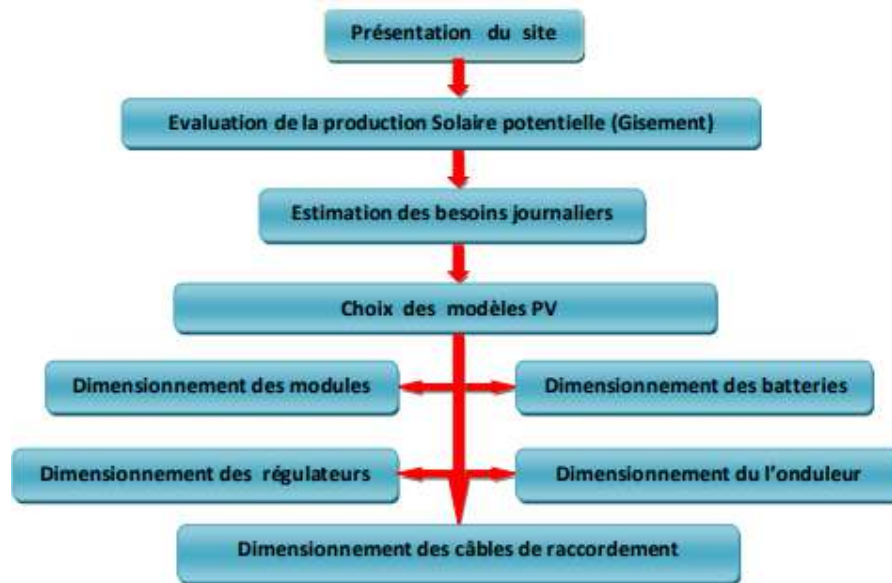 Présentation du site
Evaluation de la production Solaire potentielle (Gisement)
Estimation des besoins journaliers
Choix des modèles PV
Dimensionnement des modules
Dimensionnement des batteries
Dimensionnement des régulateurs
Dimensionnement du l'onduleur
Dimensionnement des câbles de raccordement